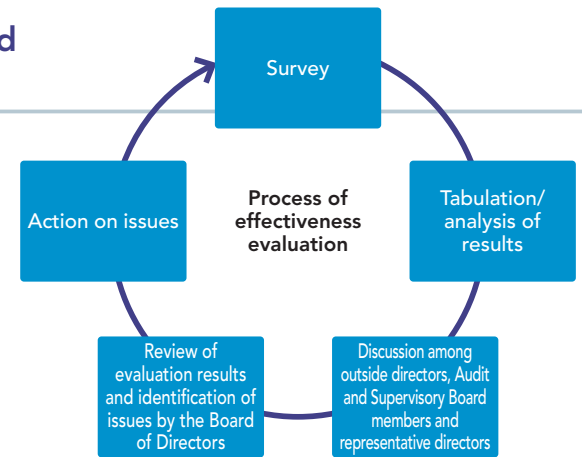 Survey
Process of
effectiveness
evaluation
Tabulation/
analysis of
results
Discussion among
outside directors, Audit
and Supervisory Board
members and
representative directors
Review of
evaluation results
and identification of
issues by the Board
of Directors
Action on issues